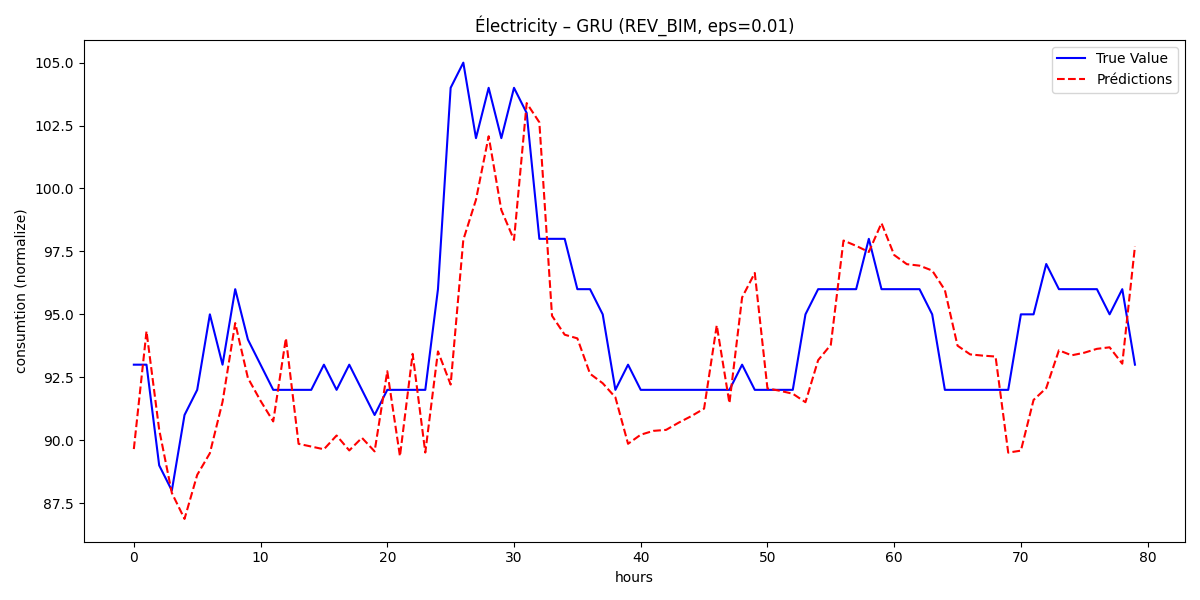 Électricity – GRU (REV_BIM, eps=0.01)
True Value
Prédictions
consumtion (normalize)
105.0
102.5
100.0
97.5
95.0
92.5
90.0
87.5
0 10 20 30 40 50 60 70 80
hours